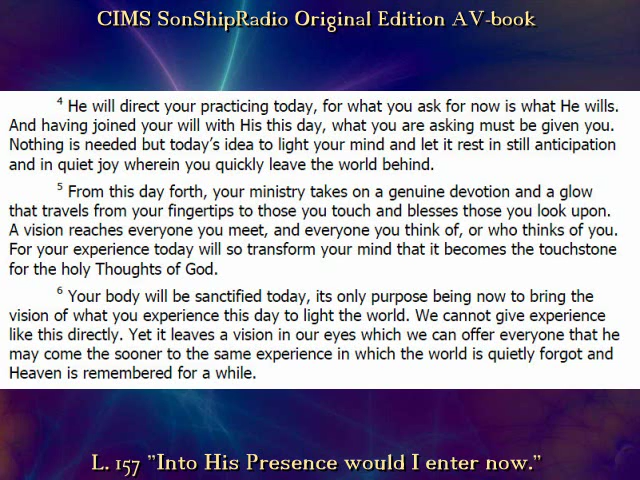 CIMS SonShipRadio Original Edition AV-book
4 He will direct your practicing today, for what you ask for now is what He wills.
And having joined your will with His this day, what you are asking must be given you.
Nothing is needed but today's idea to light your mind and let it rest in still anticipation
and in quiet joy wherein you quickly leave the world behind.
5 From this day forth, your ministry takes on a genuine devotion and a glow
that travels from your fingertips to those you touch and blesses those you look upon.
A vision reaches everyone you meet, and everyone you think of, or who thinks of you.
For your experience today will so transform your mind that it becomes the touchstone
for the holy Thoughts of God.
6 Your body will be sanctified today, its only purpose being now to bring the
vision of what you experience this day to light the world. We cannot give experience
like this directly. Yet it leaves a vision in our eyes which we can offer everyone that he
may come the sooner to the same experience in which the world is quietly forgot and
Heaven is remembered for a while.
L. 157 "Into His Presence would I enter now."